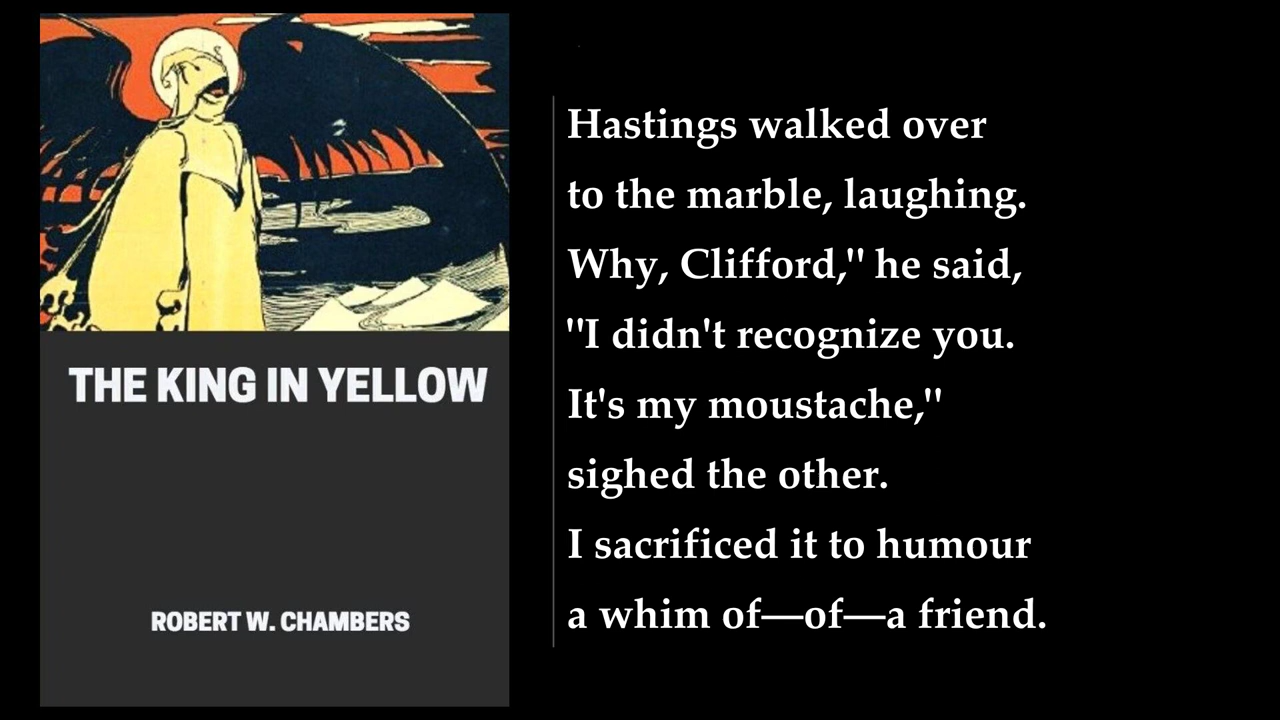 THE KING IN YELLOW
ROBERT W. CHAMBERS
Hastings walked over
to the marble, laughing.
Why, Clifford," he said,
"I didn't recognize you.
It's my moustache,"
sighed the other.
I sacrificed it to humour
a whim of—of—a friend.